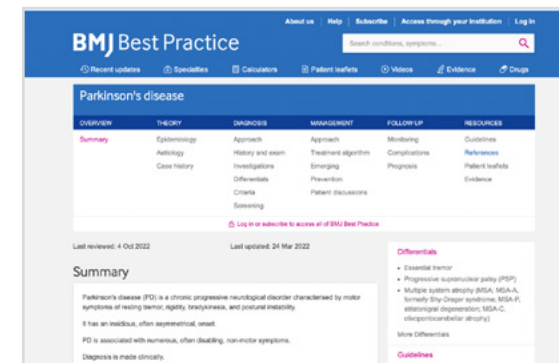 About us | Help | Subscribe | Access through your institution | Log in
BMJ Best Practice
Search conditions, symptoms...
Recent updates
Specialties
Calculators
Patient leaflets
Videos
Evidence
Drugs
Parkinson's disease
OVERVIEW
THEORY
DIAGNOSIS
MANAGEMENT
FOLLOW UP
RESOURCES
Summary
Epidemiology
Approach
Approach
Monitoring
Guidelines
Aetiology
History and exam
Treatment algorithm
Complications
References
Case history
Investigations
Emerging
Prognosis
Patient leaflets
Differentials
Prevention
Evidence
Criteria
Patient discussions
Screening
Log in or subscribe to access all of BMJ Best Practice
Last reviewed: 4 Oct 2022
Last updated: 24 Mar 2022
Summary
Parkinson's disease (PD) is a chronic progressive neurological disorder characterised by motor
symptoms of resting tremor, rigidity, bradykinesia, and postural instability.
It has an insidious, often asymmetrical, onset.
PD is associated with numerous, often disabling, non-motor symptoms.
Diagnosis is made clinically.
Differentials
Essential tremor
Progressive supranuclear palsy (PSP)
Multiple system atrophy (MSA; MSA-A,
formerly Shy-Drager syndrome; MSA-P,
striatonigral degeneration; MSA-C,
olivopontocerebellar atrophy)
More Differentials
Guidelines